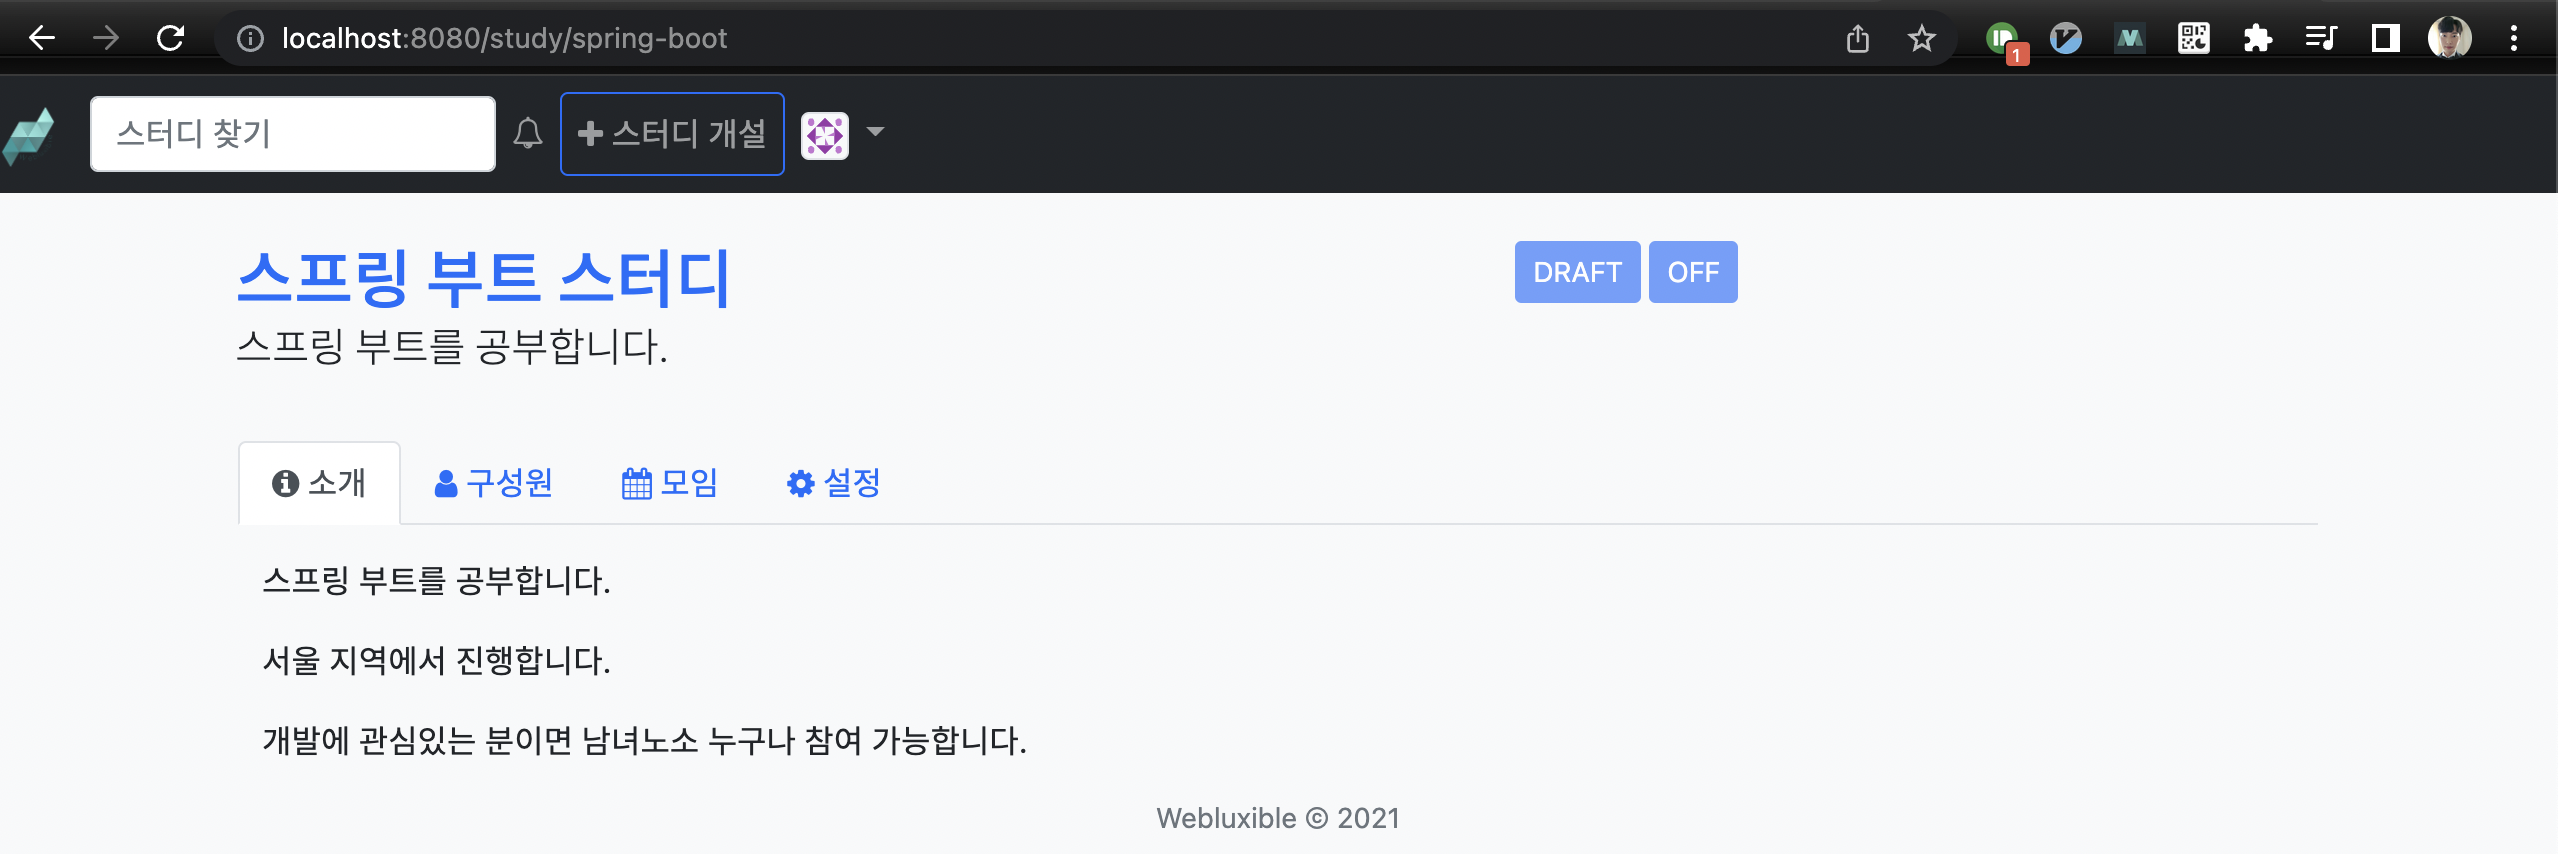 localhost:8080/study/spring-boot
1
스터디 찾기
스터디 개설
스프링 부트 스터디
DRAFT OFF
스프링 부트를 공부합니다.
소개 구성원 모임 설정
스프링 부트를 공부합니다.
서울 지역에서 진행합니다.
개발에 관심있는 분이면 남녀노소 누구나 참여 가능합니다.
Webluxible © 2021